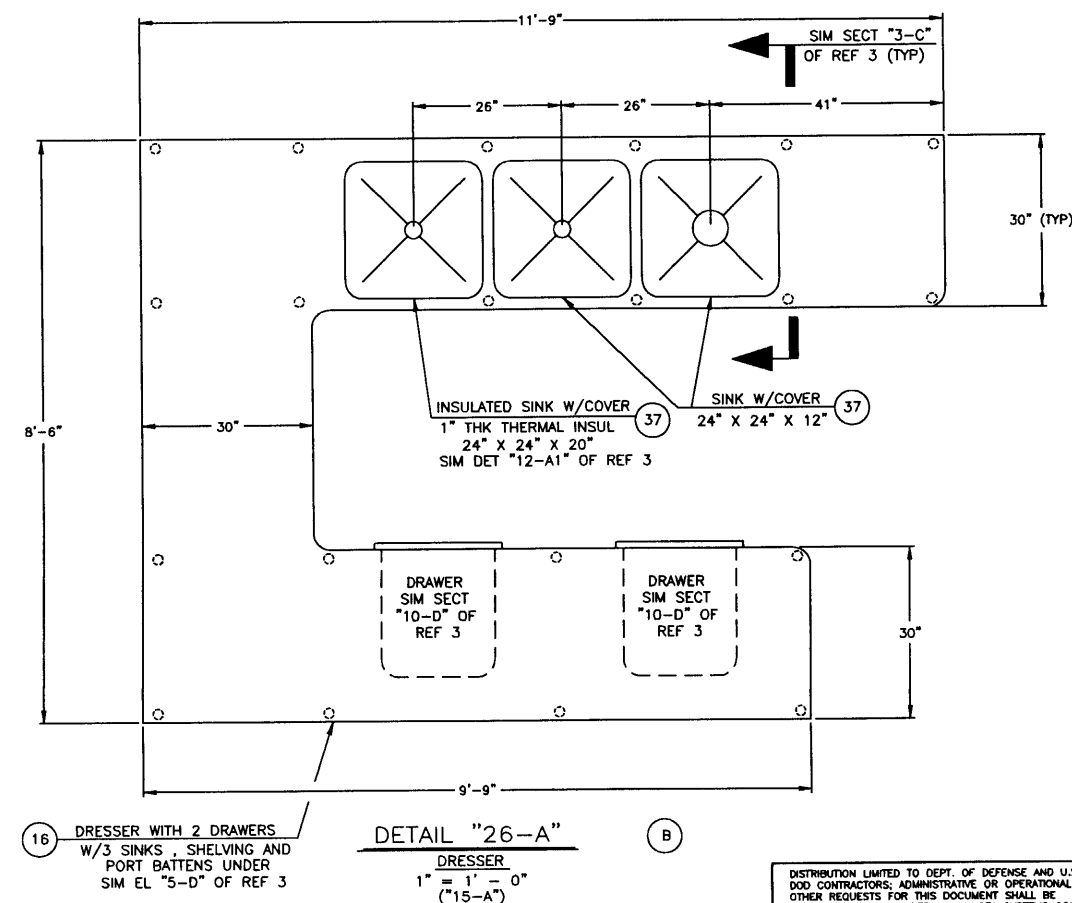 11'-9"
SIM SECT "3-C"
OF REF 3 (TYP)
26"
26"
41"
30" (TYP)
8'-6"
30"
INSULATED SINK W/COVER
1" THK THERMAL INSUL
24" X 24" X 20"
SIM DET "12-A1" OF REF 3
37
SINK W/COVER
24" X 24" X 12"
37
DRAWER
SIM SECT
"10-D" OF
REF 3
DRAWER
SIM SECT
"10-D" OF
REF 3
30"
9'-9"
16
DRESSER WITH 2 DRAWERS
W/3 SINKS , SHELVING AND
PORT BATTENS UNDER
SIM EL "5-D" OF REF 3
DETAIL "26-A"
DRESSER
1" = 1' - 0"
("15-A")
B
DISTRIBUTION LIMITED TO DEPT. OF DEFENSE AND U.S
DOD CONTRACTORS; ADMINISTRATIVE OR OPERATIONAL
OTHER REQUESTS FOR THIS DOCUMENT SHALL BE